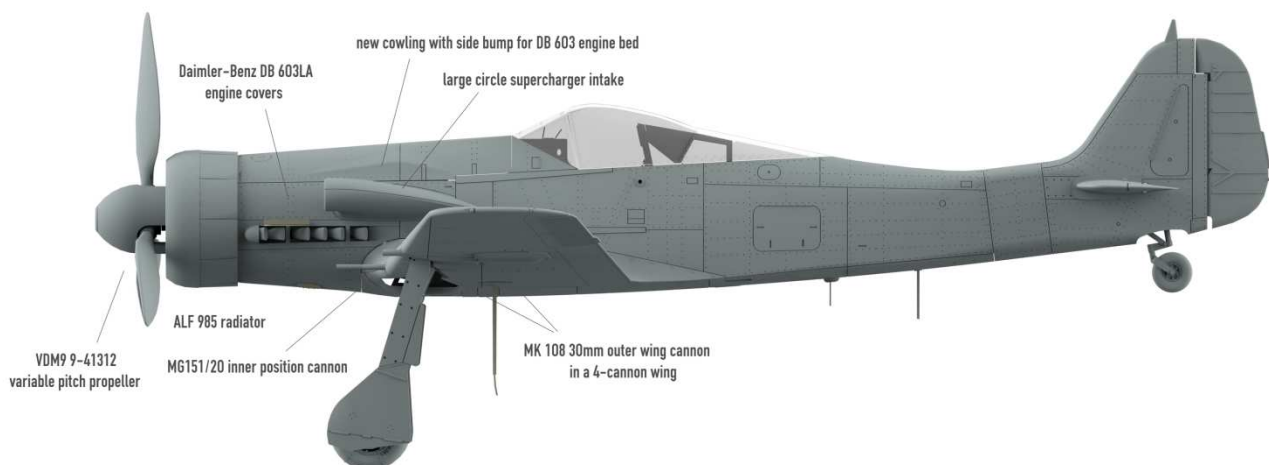 new cowling with side bump for DB 603 engine bed
Daimler-Benz DB 603LA
engine covers
large circle supercharger intake
ALF 985 radiator
VDM9 9-41312
variable pitch propeller
MG151/20 inner position cannon
MK 108 30mm outer wing cannon
in a 4-cannon wing